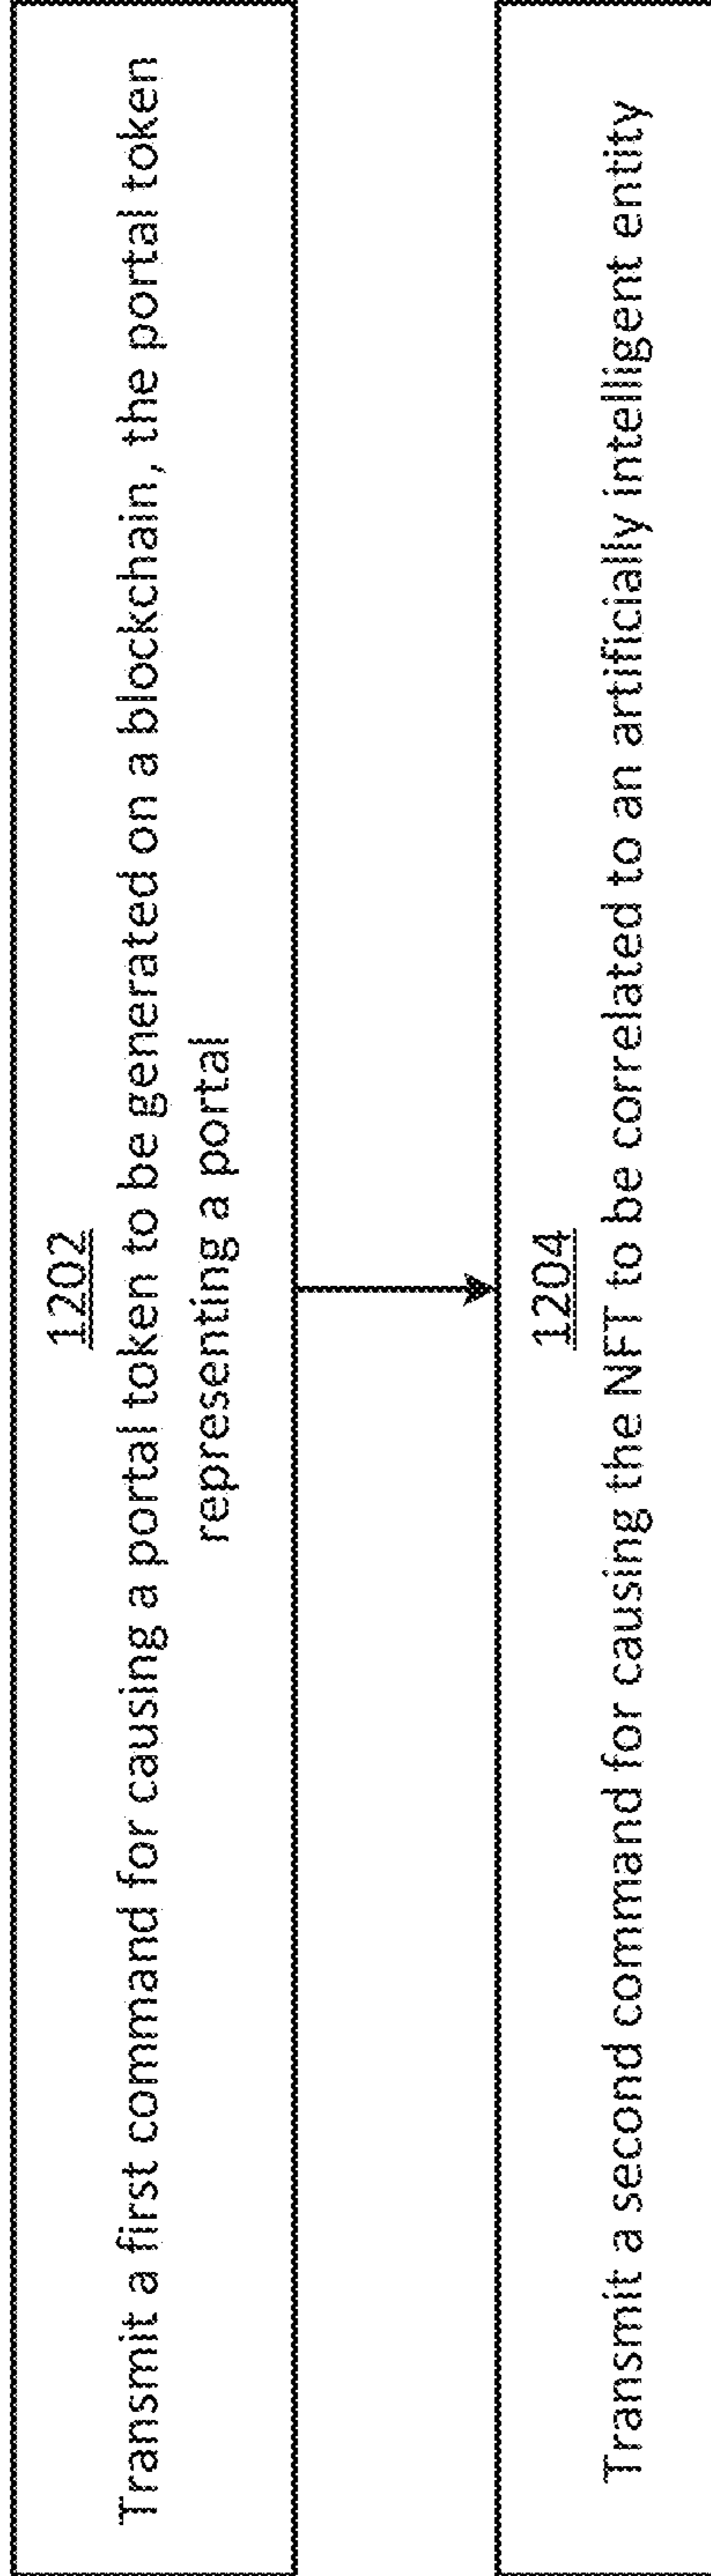 1202
Transmit a first command for causing a portal token to be generated on a blockchain, the portal token
representing a portal
1204
Transmit a second command for causing the NFT to be correlated to an artificially intelligent entity